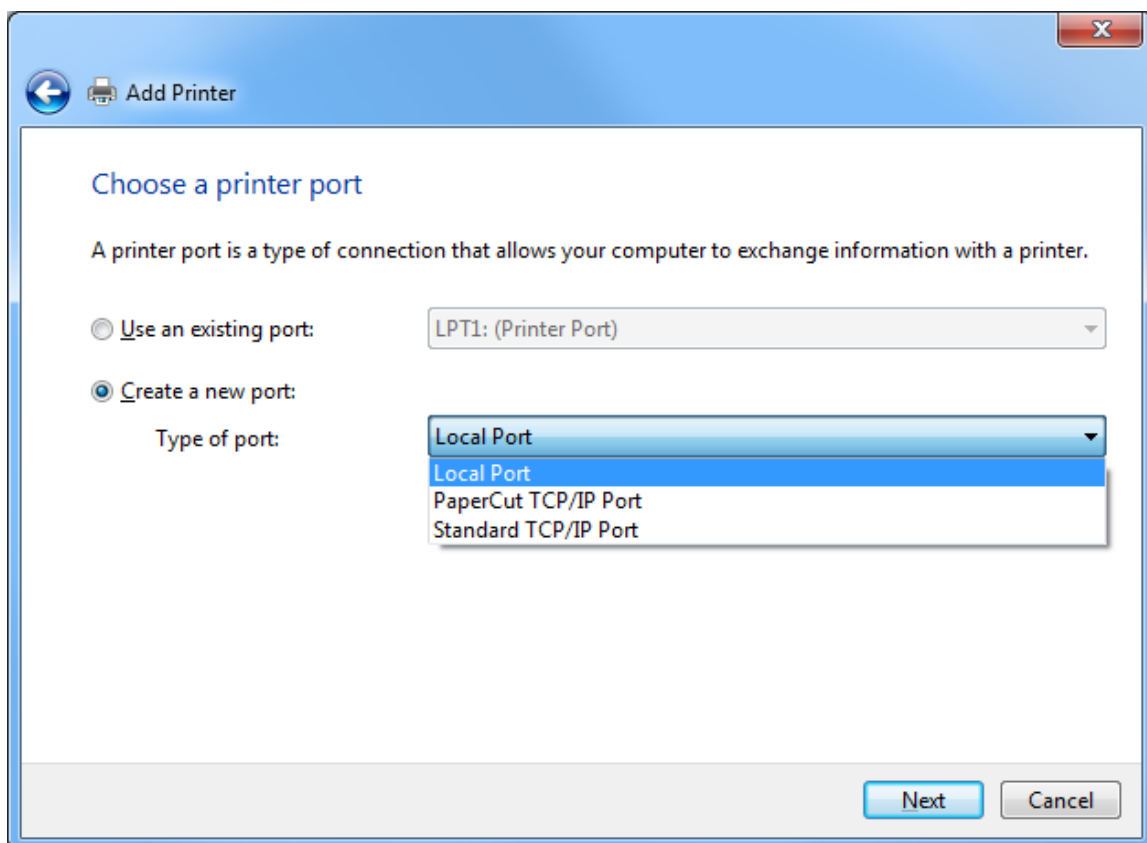 X
Add Printer
Choose a printer port
A printer port is a type of connection that allows your computer to exchange information with a printer.
Use an existing port: LPT1: (Printer Port)
Create a new port:
Type of port: Local Port
Local Port
PaperCut TCP/IP Port
Standard TCP/IP Port
Next Cancel